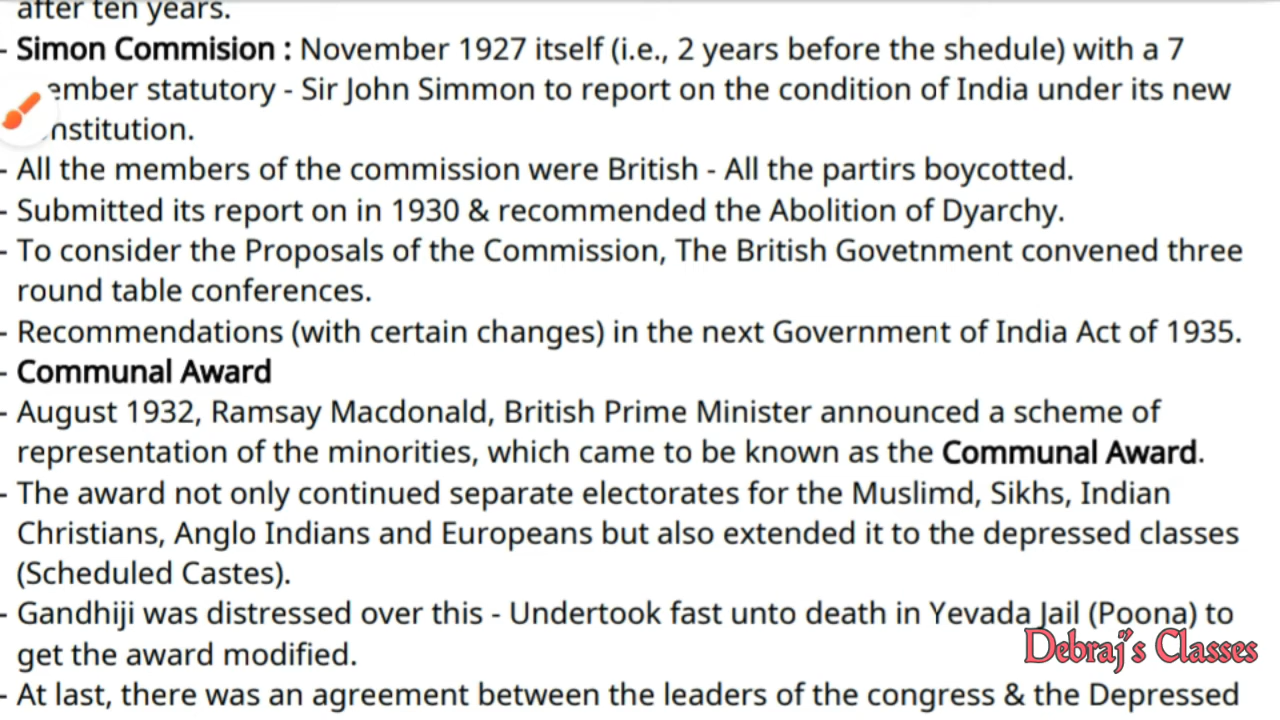 after ten years.
- Simon Commision : November 1927 itself (i.e., 2 years before the shedule) with a 7
ember statutory - Sir John Simmon to report on the condition of India under its new
nstitution.
- All the members of the commission were British - All the partirs boycotted.
- Submitted its report on in 1930 & recommended the Abolition of Dyarchy.
- To consider the Proposals of the Commission, The British Govetnment convened three
round table conferences.
- Recommendations (with certain changes) in the next Government of India Act of 1935.
- Communal Award
- August 1932, Ramsay Macdonald, British Prime Minister announced a scheme of
representation of the minorities, which came to be known as the Communal Award.
- The award not only continued separate electorates for the Muslimd, Sikhs, Indian
Christians, Anglo Indians and Europeans but also extended it to the depressed classes
(Scheduled Castes).
- Gandhiji was distressed over this - Undertook fast unto death in Yevada Jail (Poona) to
get the award modified.
Debraj's Classes
- At last, there was an agreement between the leaders of the congress & the Depressed